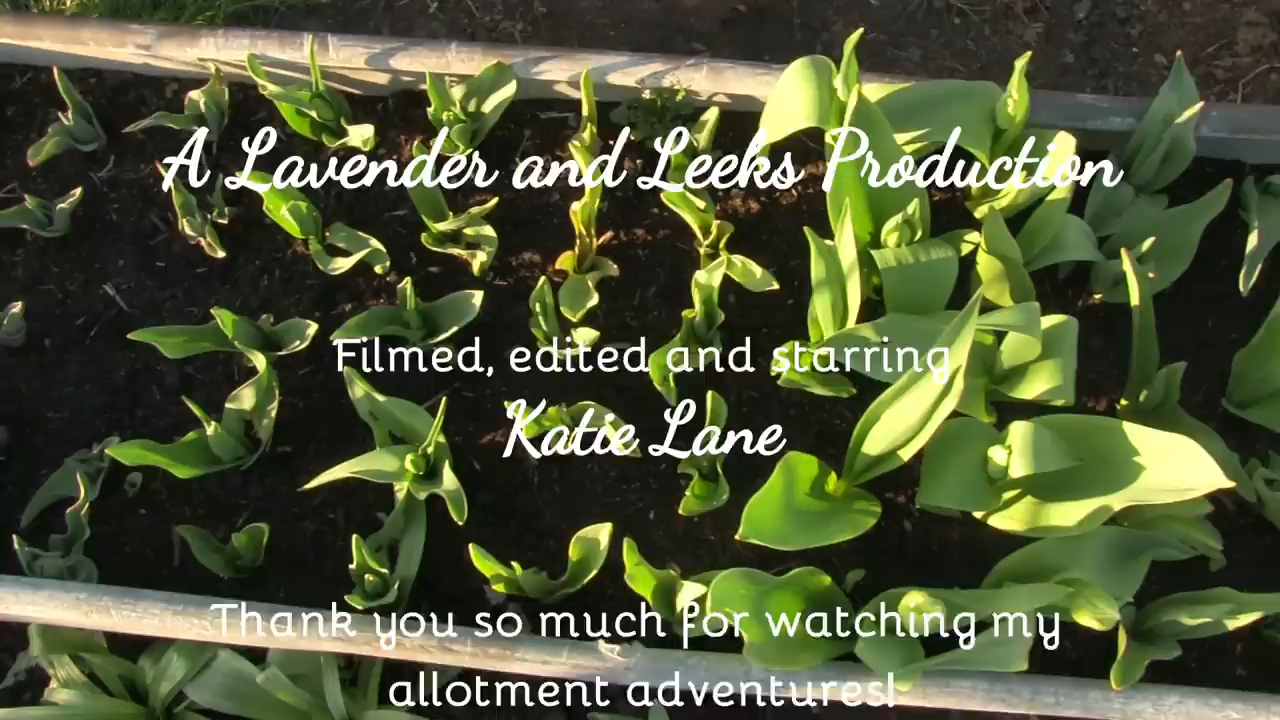 A Lavender and Leeks Production
Filmed, edited and starring
Katie Lane
Thank you so much for watching my
allotment adventures!